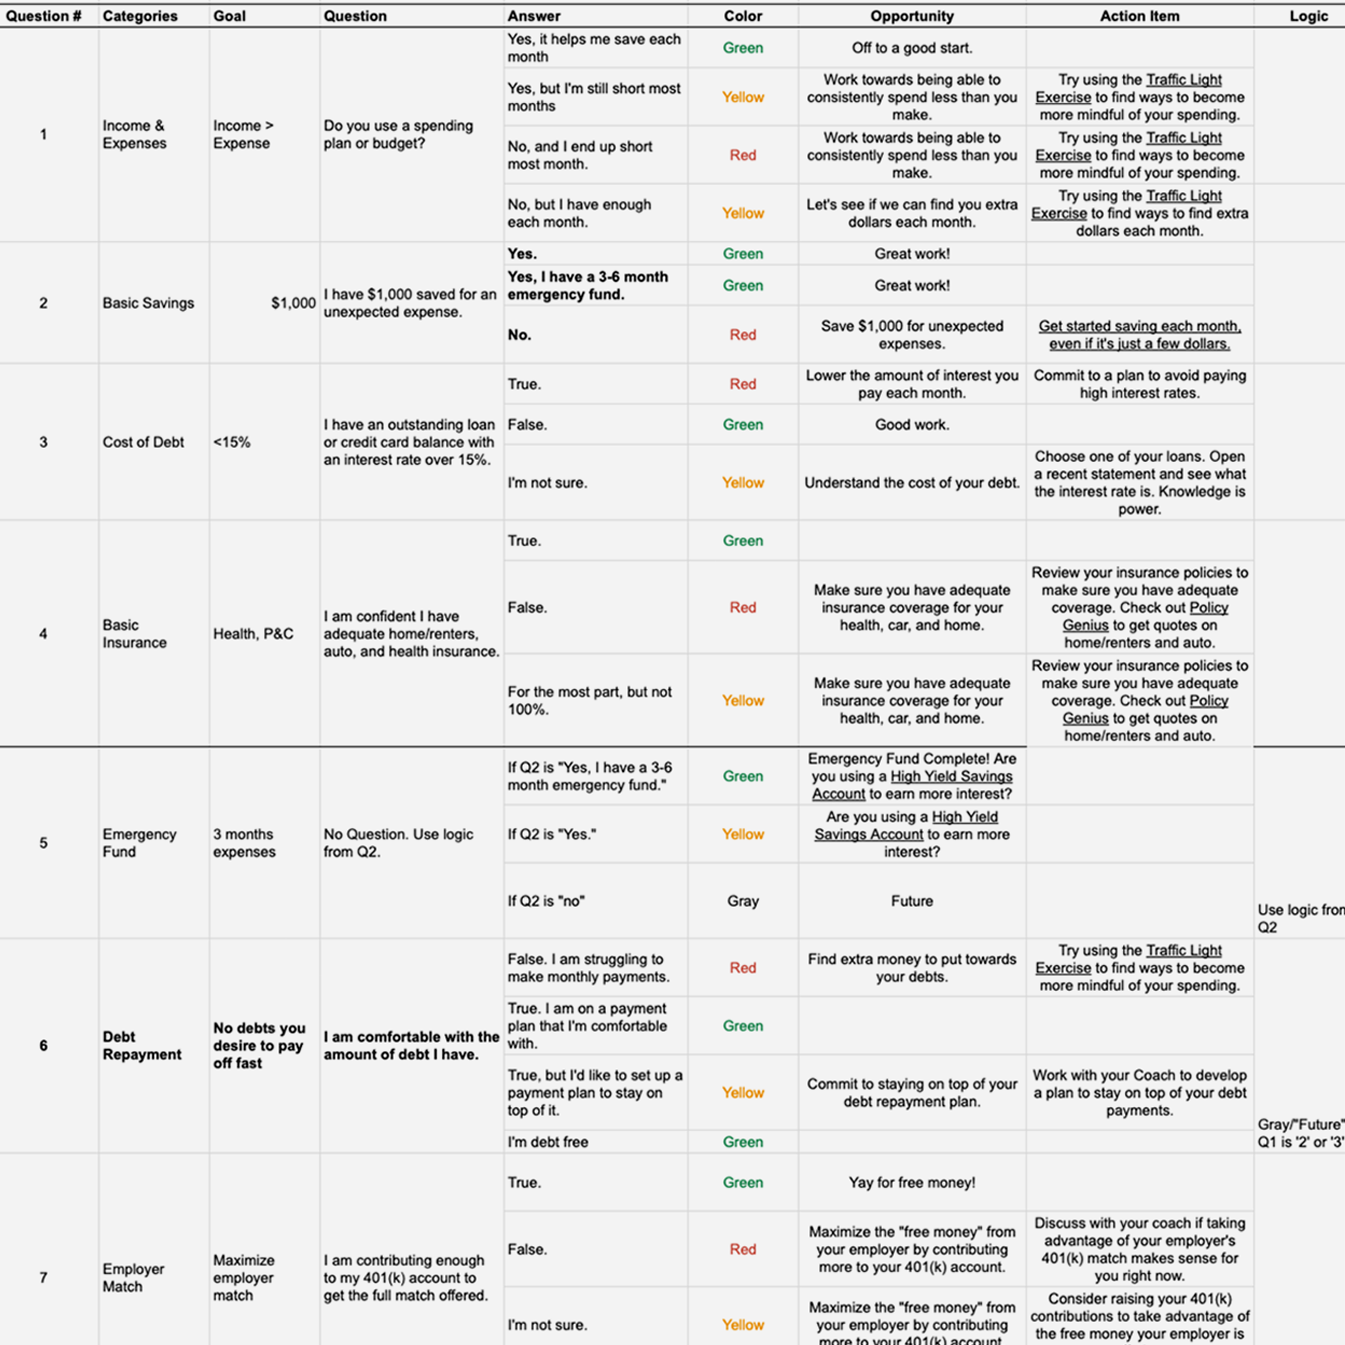 Question # Categories Goal Question Answer Color Opportunity Action Item Logic
1
Income &
Expenses
Income >
Expense
Do you use a spending
plan or budget?
Yes, it helps me save each
month
Green
Off to a good start.
Yes, but I'm still short most
months
Yellow
Work towards being able to
consistently spend less than you
make.
Try using the Traffic Light
Exercise to find ways to become
more mindful of your spending.
No, and I end up short
most month.
Red
Work towards being able to
consistently spend less than you
make.
Try using the Traffic Light
Exercise to find ways to become
more mindful of your spending.
No, but I have enough
each month.
Yellow
Let's see if we can find you extra
dollars each month.
Try using the Traffic Light
Exercise to find ways to find extra
dollars each month.
2
Basic Savings
$1,000
I have $1,000 saved for an
unexpected expense.
Yes.
Green
Great work!
Yes, I have a 3-6 month
emergency fund.
Green
Great work!
No.
Red
Save $1,000 for unexpected
expenses.
Get started saving each month,
even if it's just a few dollars.
3
Cost of Debt
<15%
I have an outstanding loan
or credit card balance with
an interest rate over 15%.
True.
Red
Lower the amount of interest you
pay each month.
Commit to a plan to avoid paying
high interest rates.
False.
Green
Good work.
I'm not sure.
Yellow
Understand the cost of your debt.
Choose one of your loans. Open
a recent statement and see what
the interest rate is. Knowledge is
power.
4
Basic
Insurance
Health, P&C
I am confident I have
adequate home/renters,
auto, and health insurance.
True.
Green
False.
Red
Make sure you have adequate
insurance coverage for your
health, car, and home.
Review your insurance policies to
make sure you have adequate
coverage. Check out Policy
Genius to get quotes on
home/renters and auto.
For the most part, but not
100%.
Yellow
Make sure you have adequate
insurance coverage for your
health, car, and home.
Review your insurance policies to
make sure you have adequate
coverage. Check out Policy
Genius to get quotes on
home/renters and auto.
5
Emergency
Fund
3 months
expenses
No Question. Use logic
from Q2.
If Q2 is "Yes, I have a 3-6
month emergency fund."
Green
Emergency Fund Complete! Are
you using a High Yield Savings
Account to earn more interest?
If Q2 is "Yes."
Yellow
Are you using a High Yield
Savings Account to earn more
interest?
If Q2 is "no"
Gray
Future
Use logic from
Q2
6
Debt
Repayment
No debts you
desire to pay
off fast
I am comfortable with the
amount of debt I have.
False. I am struggling to
make monthly payments.
Red
Find extra money to put towards
your debts.
Try using the Traffic Light
Exercise to find ways to become
more mindful of your spending.
True. I am on a payment
plan that I'm comfortable
with.
Green
True, but I'd like to set up a
payment plan to stay on
top of it.
Yellow
Commit to staying on top of your
debt repayment plan.
Work with your Coach to develop
a plan to stay on top of your debt
payments.
I'm debt free
Green
Gray/"Future"
Q1 is '2' or '3'
7
Employer
Match
Maximize
employer
match
I am contributing enough
to my 401(k) account to
get the full match offered.
True.
Green
Yay for free money!
False.
Red
Maximize the "free money" from
your employer by contributing
more to your 401(k) account.
Discuss with your coach if taking
advantage of your employer's
401(k) match makes sense for
you right now.
I'm not sure.
Yellow
Maximize the "free money" from
your employer by contributing
more to your 401(k) account
Consider raising your 401(k)
contributions to take advantage of
the free money your employer is